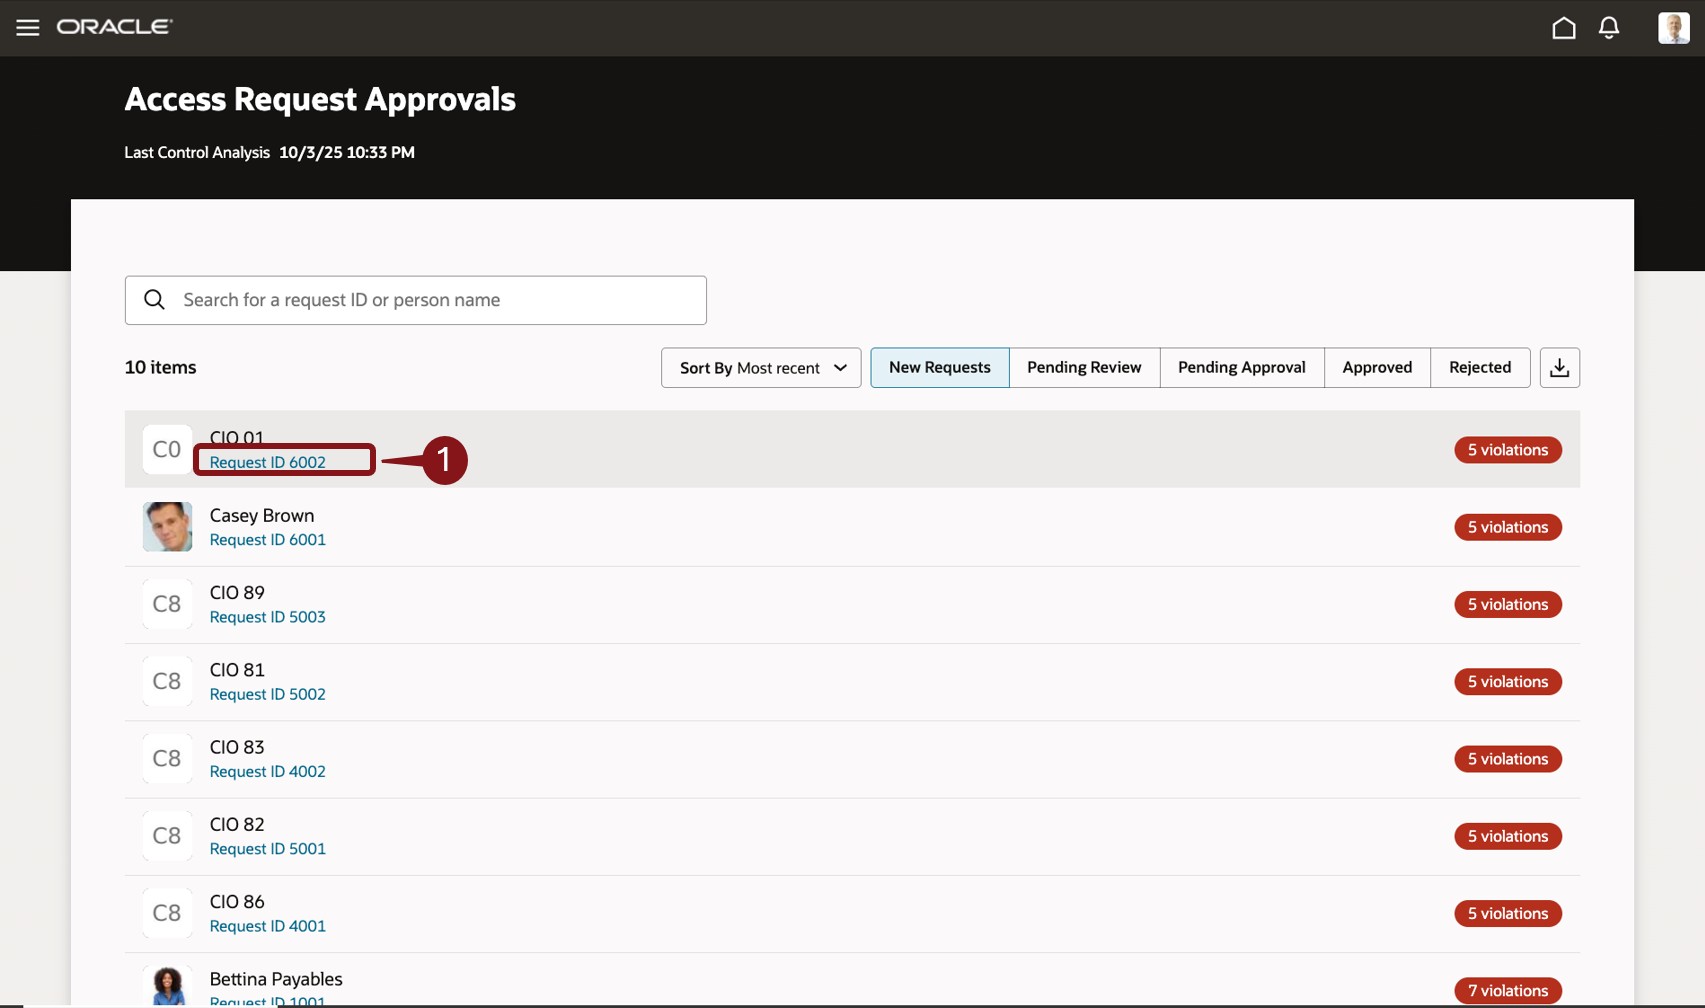 ORACLE
Access Request Approvals
Last Control Analysis 10/3/25 10:33 PM
Search for a request ID or person name
10 items
Sort By Most recent
New Requests
Pending Review
Pending Approval
Approved
Rejected
C0
CIO 01
Request ID 6002
1
5 violations
Casey Brown
Request ID 6001
5 violations
C8
CIO 89
Request ID 5003
5 violations
C8
CIO 81
Request ID 5002
5 violations
C8
CIO 83
Request ID 4002
5 violations
C8
CIO 82
Request ID 5001
5 violations
C8
CIO 86
Request ID 4001
5 violations
Bettina Payables
Request ID 1001
7 violations